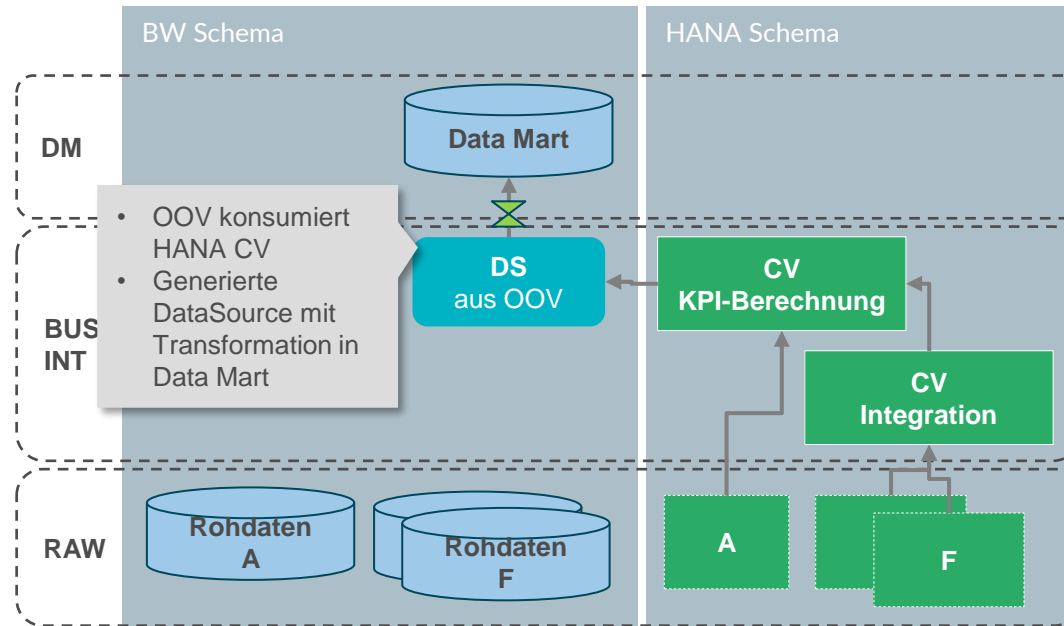 BW Schema
HANA Schema
DM
Data Mart
• OOV konsumiert
HANA CV
• Generierte
DataSource mit
Transformation in
Data Mart
DS
aus OOV
CV
KPI-Berechnung
BUS
INT
CV
Integration
RAW
Rohdaten
A
Rohdaten
F
A
F